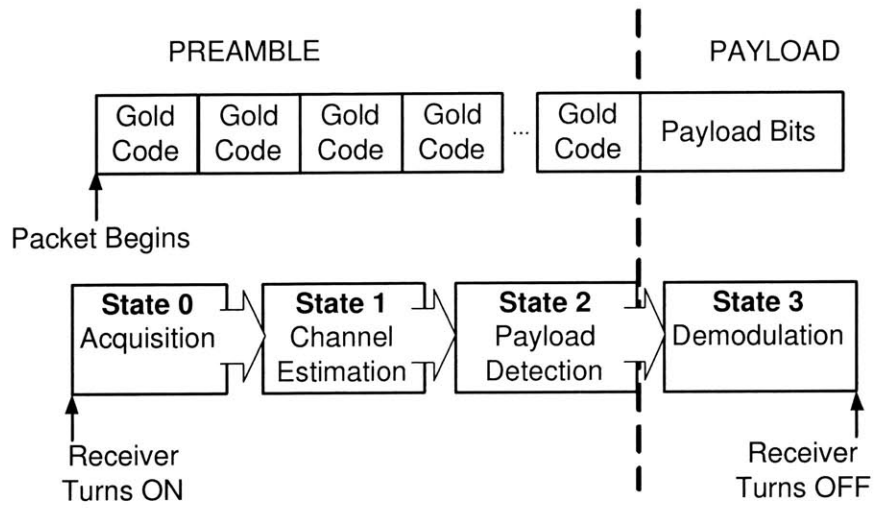 PREAMBLE
PAYLOAD
Gold Code
Gold Code
Gold Code
Gold Code
...
Gold Code
Payload Bits
Packet Begins
State 0
Acquisition
State 1
Channel
Estimation
State 2
Payload
Detection
State 3
Demodulation
Receiver
Turns ON
Receiver
Turns OFF